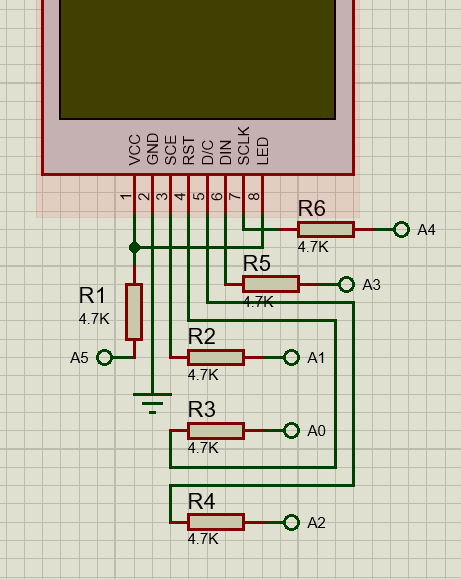 VCC GND SCE RST D/C DIN SCLK LED
1 2 3 4 5 6 7 8
R6
4.7K
A4
R5
4.7K
A3
R1
4.7K
A5
R2
4.7K
A1
R3
4.7K
A0
R4
4.7K
A2